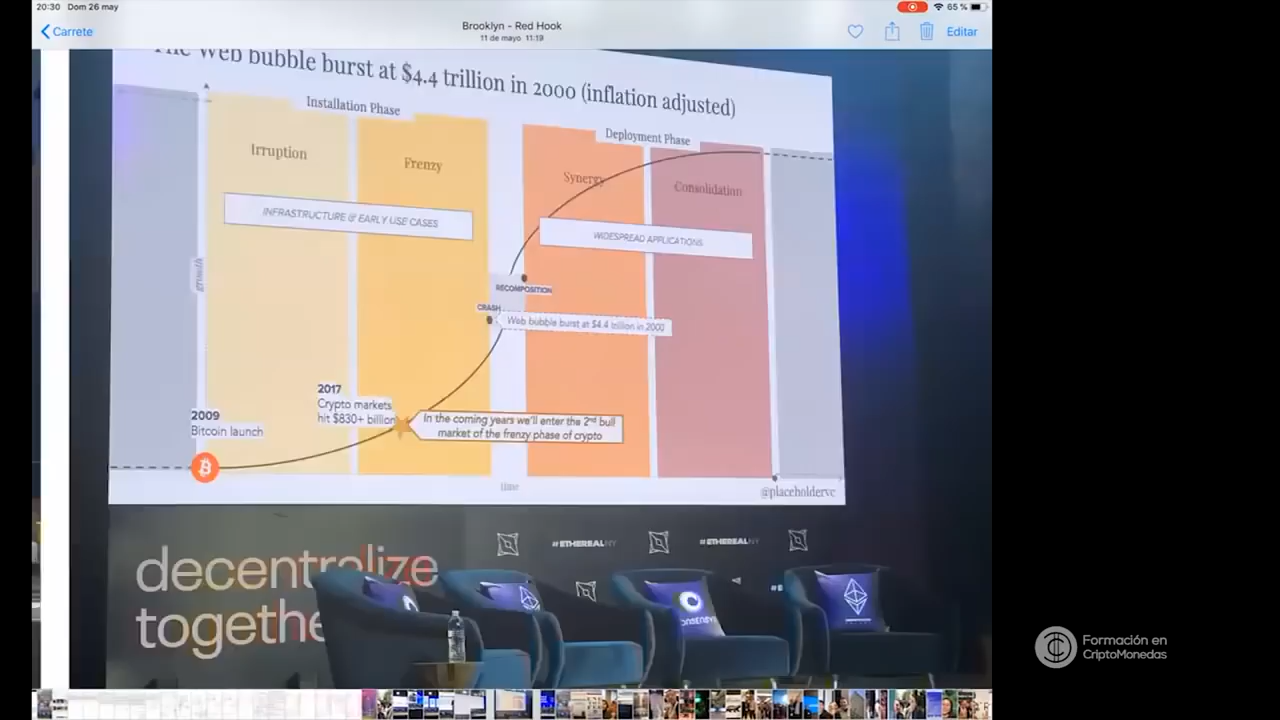 20:30 Dom 26 may
65 %
Carrete
Brooklyn - Red Hook
11 de mayo 11:19
Editar
The Web bubble burst at $4.4 trillion in 2000 (inflation adjusted)
Installation Phase
Deployment Phase
Irruption
Frenzy
Synergy
Consolidation
INFRASTRUCTURE & EARLY USE CASES
WIDESPREAD APPLICATIONS
growth
RECOMPOSITION
CRASH
Web bubble burst at $4.4 trillion in 2000
2017
Crypto markets
hit $830+ billion
2009
Bitcoin launch
In the coming years we'll enter the 2nd bull
market of the frenzy phase of crypto
time
@placeholdervc
#ETHEREALNY
#ETHEREALNY
decentralize
togethe
ONSENSYS
Formación en
CriptoMonedas